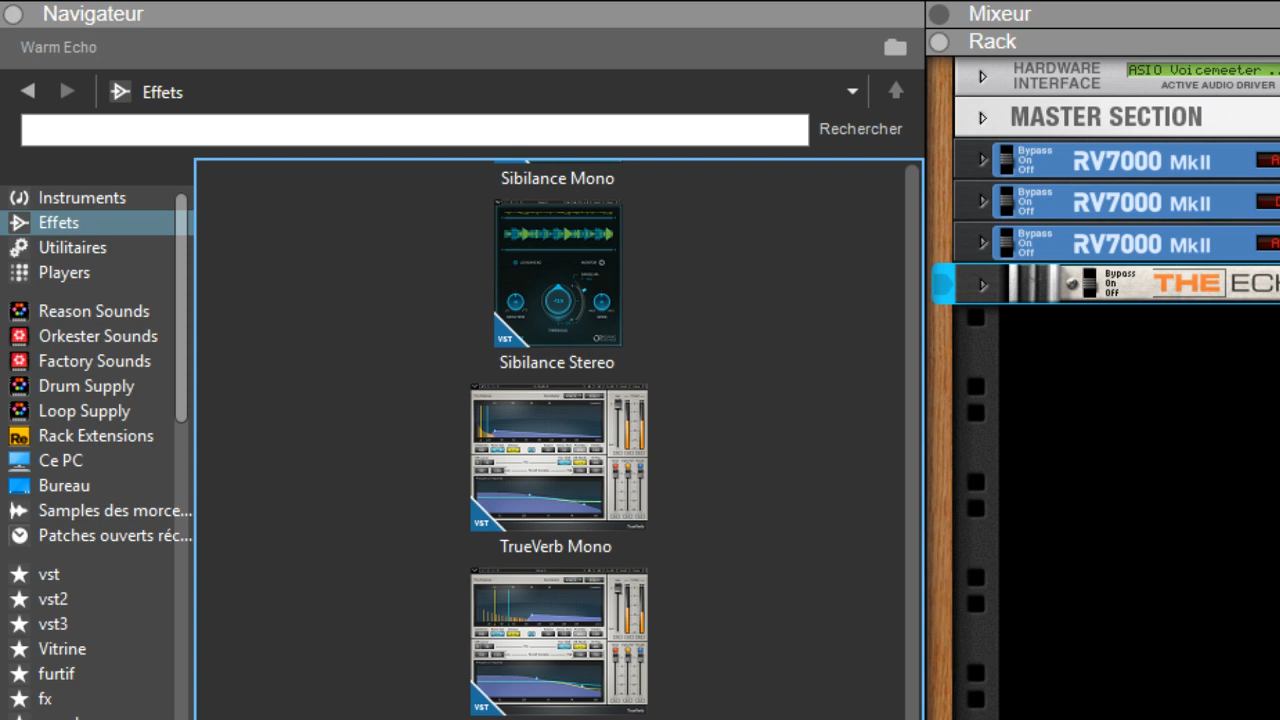 Navigateur
Warm Echo
Effets
Rechercher
Instruments
Effets
Utilitaires
Players
Reason Sounds
Orkester Sounds
Factory Sounds
Drum Supply
Loop Supply
Re Rack Extensions
Ce PC
Bureau
Samples des morce...
Patches ouverts réc...
vst
vst2
vst3
Vitrine
furtif
fx
Sibilance Mono
VST
Sibilance Stereo
VST
TrueVerb Mono
VST
Mixeur
Rack
HARDWARE
INTERFACE
ASIO Voicemeeter ..
ACTIVE AUDIO DRIVER
MASTER SECTION
Bypass
On
Off
RV7000 MkII
Bypass
On
Off
RV7000 MkII
Bypass
On
Off
RV7000 MkII
Bypass
On
Off
THE ECH